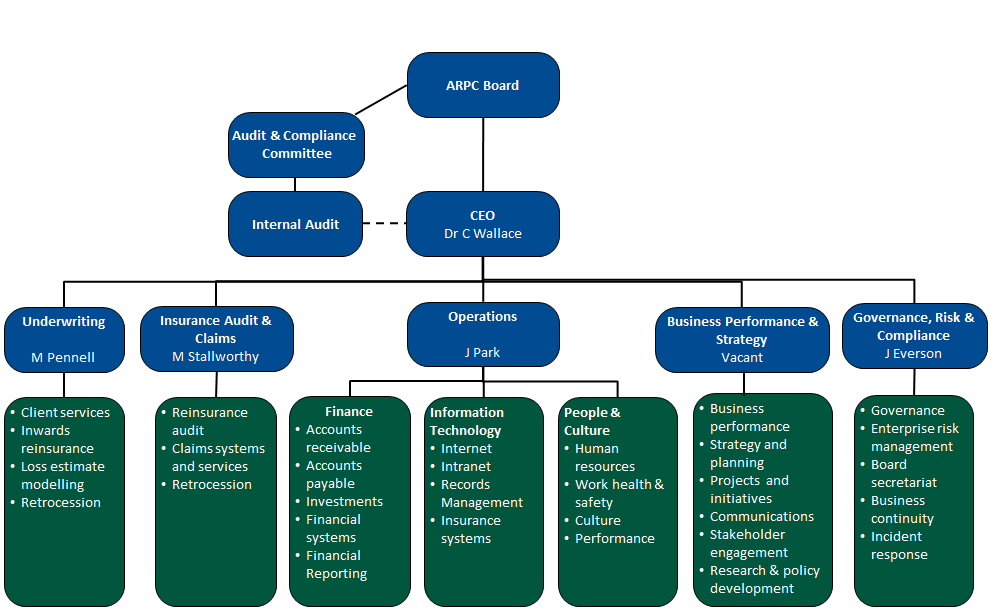 ARPC Board
Audit & Compliance
Committee
Internal Audit
CEO
Dr C Wallace
Underwriting
M Pennell
Insurance Audit &
Claims
M Stallworthy
Operations
J Park
Business Performance &
Strategy
Vacant
Governance, Risk &
Compliance
J Everson
• Client services
• Inwards
reinsurance
• Loss estimate
modelling
• Retrocession
• Reinsurance
audit
• Claims systems
and services
• Retrocession
Finance
• Accounts
receivable
• Accounts
payable
• Investments
• Financial
systems
• Financial
Reporting
Information
Technology
• Internet
• Intranet
• Records
Management
• Insurance
systems
People &
Culture
• Human
resources
• Work health &
safety
• Culture
• Performance
• Business
performance
• Strategy and
planning
• Projects and
initiatives
• Communications
• Stakeholder
engagement
• Research & policy
development
• Governance
• Enterprise risk
management
• Board
secretariat
• Business
continuity
• Incident
response